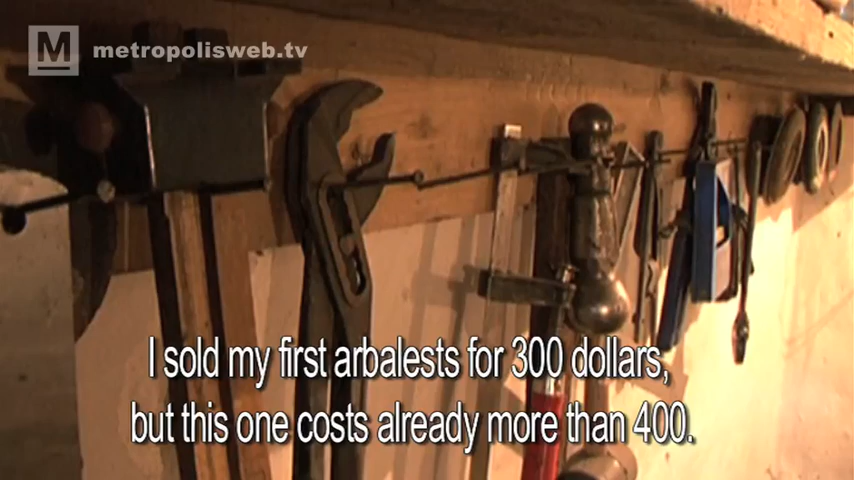 M metropolisweb.tv
I sold my first arbalests for 300 dollars,
but this one costs already more than 400.